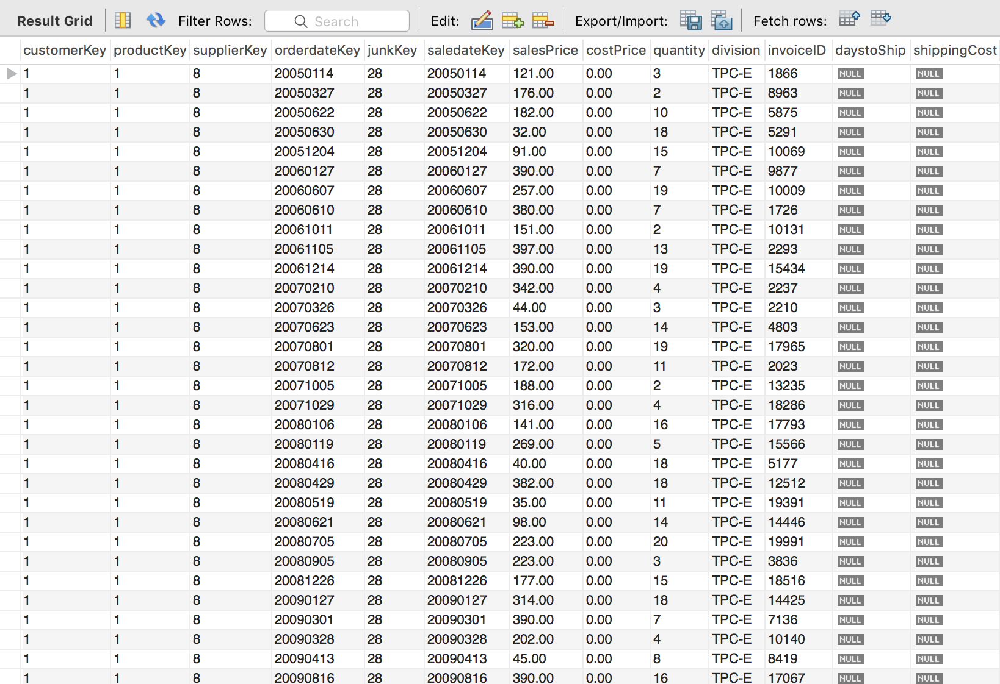 Result Grid Filter Rows: Search Edit: Export/Import: Fetch rows:
customerKey productKey supplierKey orderdateKey junkKey saledateKey salesPrice costPrice quantity division invoiceID daystoShip shippingCost
1 1 8 20050114 28 20050114 121.00 0.00 3 TPC-E 1866 NULL NULL
1 1 8 20050327 28 20050327 176.00 0.00 2 TPC-E 8963 NULL NULL
1 1 8 20050622 28 20050622 182.00 0.00 10 TPC-E 5875 NULL NULL
1 1 8 20050630 28 20050630 32.00 0.00 18 TPC-E 5291 NULL NULL
1 1 8 20051204 28 20051204 91.00 0.00 15 TPC-E 10069 NULL NULL
1 1 8 20060127 28 20060127 390.00 0.00 7 TPC-E 9877 NULL NULL
1 1 8 20060607 28 20060607 257.00 0.00 19 TPC-E 10009 NULL NULL
1 1 8 20060610 28 20060610 380.00 0.00 7 TPC-E 1726 NULL NULL
1 1 8 20061011 28 20061011 151.00 0.00 2 TPC-E 10131 NULL NULL
1 1 8 20061105 28 20061105 397.00 0.00 13 TPC-E 2293 NULL NULL
1 1 8 20061214 28 20061214 390.00 0.00 19 TPC-E 15434 NULL NULL
1 1 8 20070210 28 20070210 342.00 0.00 4 TPC-E 2237 NULL NULL
1 1 8 20070326 28 20070326 44.00 0.00 3 TPC-E 2210 NULL NULL
1 1 8 20070623 28 20070623 153.00 0.00 14 TPC-E 4803 NULL NULL
1 1 8 20070801 28 20070801 320.00 0.00 19 TPC-E 17965 NULL NULL
1 1 8 20070812 28 20070812 172.00 0.00 11 TPC-E 2023 NULL NULL
1 1 8 20071005 28 20071005 188.00 0.00 2 TPC-E 13235 NULL NULL
1 1 8 20071029 28 20071029 316.00 0.00 4 TPC-E 18286 NULL NULL
1 1 8 20080106 28 20080106 141.00 0.00 16 TPC-E 17793 NULL NULL
1 1 8 20080119 28 20080119 269.00 0.00 5 TPC-E 15566 NULL NULL
1 1 8 20080416 28 20080416 40.00 0.00 18 TPC-E 5177 NULL NULL
1 1 8 20080429 28 20080429 382.00 0.00 18 TPC-E 12512 NULL NULL
1 1 8 20080519 28 20080519 35.00 0.00 11 TPC-E 19391 NULL NULL
1 1 8 20080621 28 20080621 98.00 0.00 14 TPC-E 14446 NULL NULL
1 1 8 20080705 28 20080705 223.00 0.00 20 TPC-E 19991 NULL NULL
1 1 8 20080905 28 20080905 223.00 0.00 3 TPC-E 3836 NULL NULL
1 1 8 20081226 28 20081226 177.00 0.00 15 TPC-E 18516 NULL NULL
1 1 8 20090127 28 20090127 314.00 0.00 18 TPC-E 14425 NULL NULL
1 1 8 20090301 28 20090301 390.00 0.00 7 TPC-E 7136 NULL NULL
1 1 8 20090328 28 20090328 202.00 0.00 4 TPC-E 10140 NULL NULL
1 1 8 20090413 28 20090413 45.00 0.00 8 TPC-E 8419 NULL NULL
1 1 8 20090816 28 20090816 390.00 0.00 16 TPC-E 17067 NULL NULL